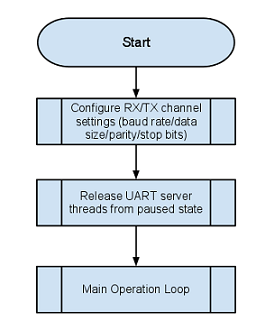 Start
Configure RX/TX channel
settings (baud rate/data
size/parity/stop bits)
Release UART server
threads from paused state
Main Operation Loop